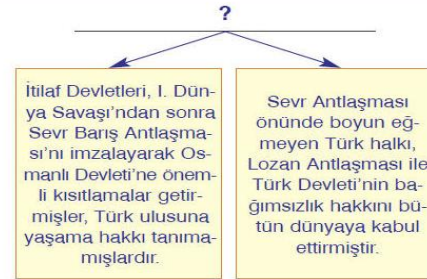 ?
İtilaf Devletleri, I. Dün-
ya Savaşı'ndan sonra
Sevr Barış Antlaşma-
sı'nı imzalayarak Os-
manlı Devleti'ne önem-
li kısıtlamalar getir-
mişler, Türk ulusuna
yaşama hakkı tanıma-
mışlardır.
Sevr Antlaşması
önünde boyun eğ-
meyen Türk halkı,
Lozan Antlaşması ile
Türk Devleti'nin ba-
ğımsızlık hakkını bü-
tün dünyaya kabul
ettirmiştir.